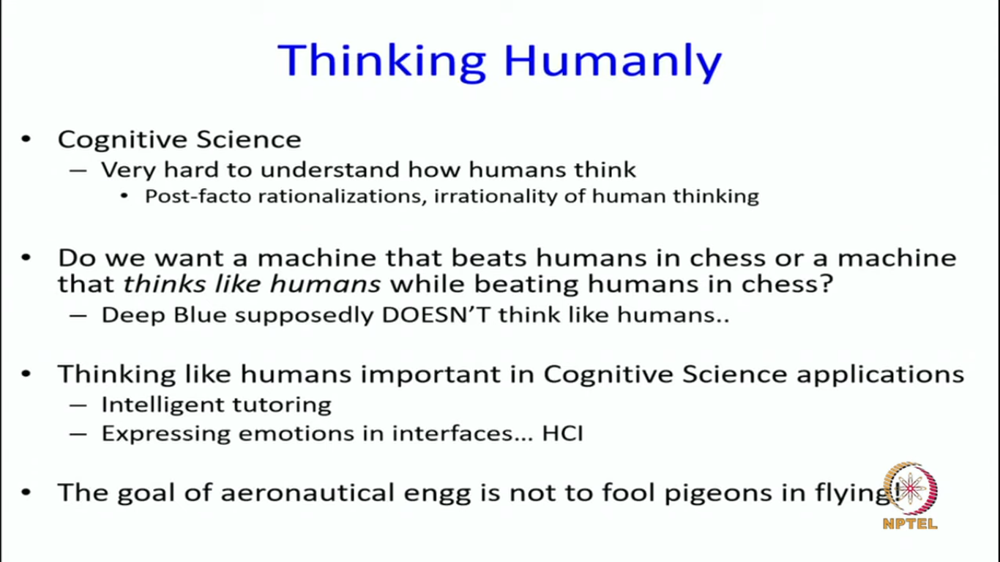 Thinking Humanly
• Cognitive Science
– Very hard to understand how humans think
• Post-facto rationalizations, irrationality of human thinking
• Do we want a machine that beats humans in chess or a machine
that thinks like humans while beating humans in chess?
– Deep Blue supposedly DOESN’T think like humans..
• Thinking like humans important in Cognitive Science applications
– Intelligent tutoring
– Expressing emotions in interfaces... HCI
• The goal of aeronautical engg is not to fool pigeons in flying!
NPTEL